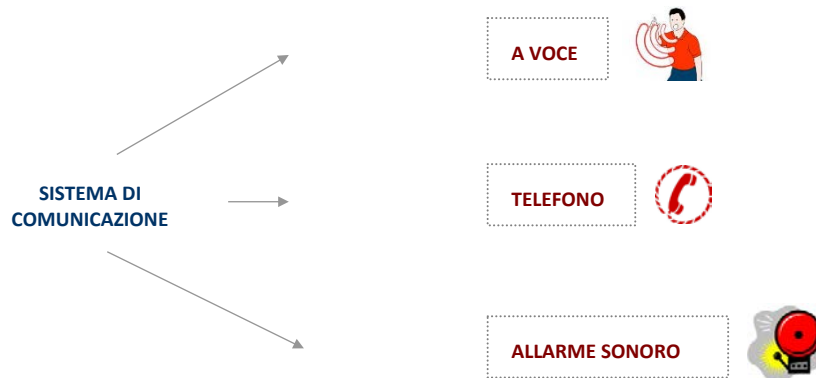 A VOCE
SISTEMA DI
COMUNICAZIONE
TELEFONO
ALLARME SONORO